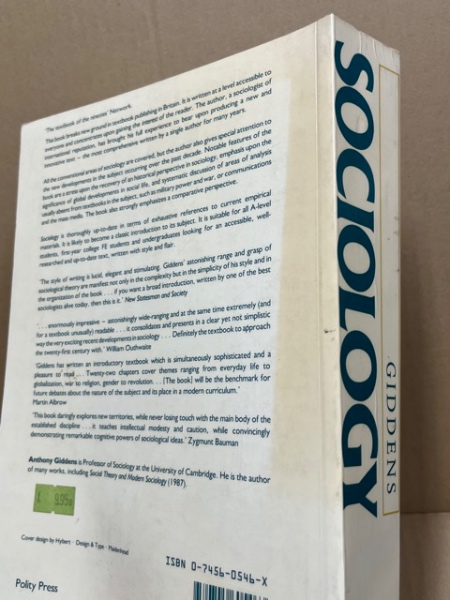 'The textbook of the nineties' Network.
This book breaks new ground in textbook publishing in Britain. It is written at a level accessible to
everyone and concentrates upon gaining the interest of the reader. The author, a sociologist of
international reputation, has brought his full experience to bear upon producing a new and
innovative text – the most comprehensive written by a single author for many years.
All the conventional areas of sociology are covered, but the author also gives special attention to
the new developments in the subject occurring over the past decade. Notable features of the
book are a stress upon the recovery of an historical perspective in sociology, emphasis upon the
significance of global developments in social life, and systematic discussion of areas of analysis
usually absent from textbooks in the subject, such as military power and war, or communications
and the mass media. The book also strongly emphasizes a comparative perspective.
Sociology is thoroughly up-to-date in terms of exhaustive references to current empirical
materials. It is likely to become a classic introduction to its subject. It is suitable for all A-level
students, first-year college FE students and undergraduates looking for an accessible, well-
researched and up-to-date text, written with style and flair.
'The style of writing is lucid, elegant and stimulating. Giddens' astonishing range and grasp of
sociological theory are manifest not only in the complexity but in the simplicity of his style and in
the organization of the book . . . if you want a broad introduction, written by one of the best
sociologists alive today, then this is it.' New Statesman and Society
'. . . enormously impressive – astonishingly wide-ranging and at the same time extremely (and
for a textbook unusually) readable . . . it consolidates and presents in a clear yet not simplistic
way the very exciting recent developments in sociology . . . Definitely the textbook to approach
the twenty-first century with.' William Outhwaite
'Giddens has written an introductory textbook which is simultaneously sophisticated and a
pleasure to read . . . Twenty-two chapters cover themes ranging from everyday life to
globalization, war to religion, gender to revolution. . . . [The book] will be the benchmark for
future debates about the nature of the subject and its place in a modern curriculum.'
Martin Albrow
'This book daringly explores new territories, while never losing touch with the main body of the
established discipline . . . it teaches intellectual modesty and caution, while convincingly
demonstrating remarkable cognitive powers of sociological ideas.' Zygmunt Bauman
Anthony Giddens is Professor of Sociology at the University of Cambridge. He is the author
of many works, including Social Theory and Modern Sociology (1987).
9.95
Cover design by Hybert · Design & Type · Maidenhead
ISBN 0-7456-0546-X
Polity Press
SOCIOLOGY
GIDDENS